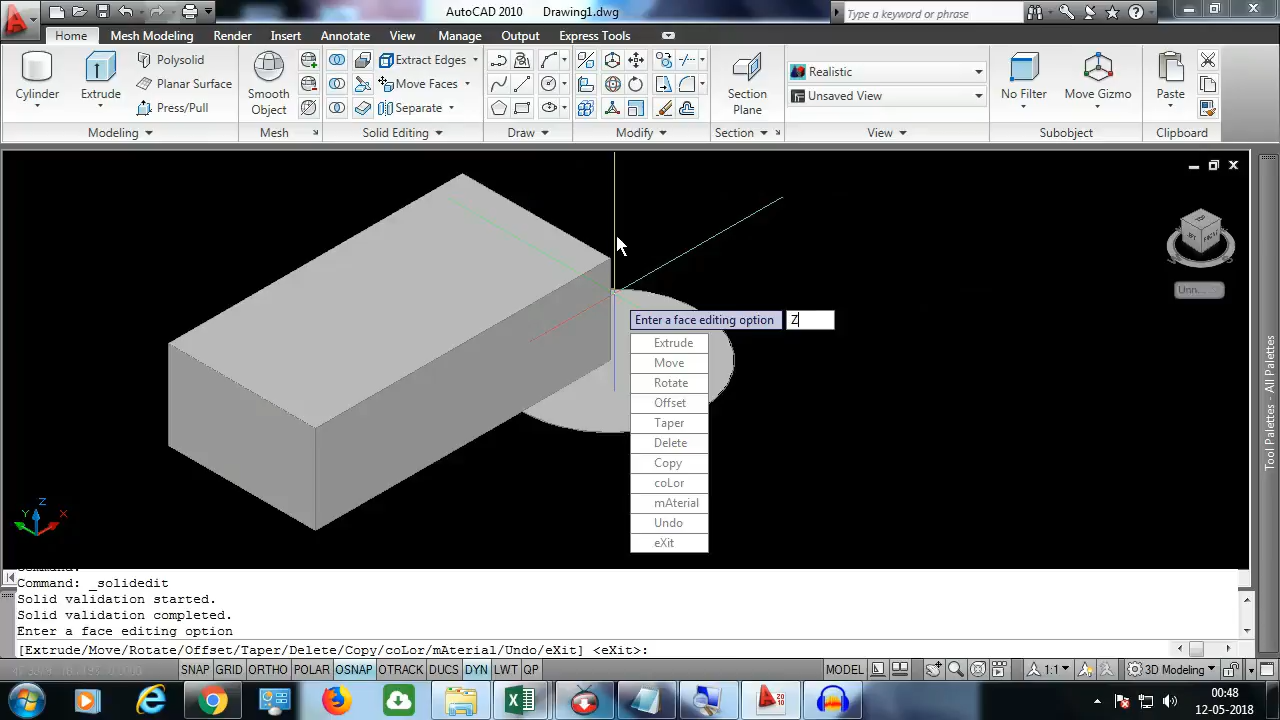 AutoCAD 2010 Drawing1.dwg
Type a keyword or phrase
Home Mesh Modeling Render Insert Annotate View Manage Output Express Tools
Polysolid
Planar Surface
Press/Pull
Cylinder
Extrude
Smooth
Object
Extract Edges
Move Faces
Separate
Section
Plane
Realistic
Unsaved View
No Filter
Move Gizmo
Paste
Modeling
Mesh
Solid Editing
Draw
Modify
Section
View
Subobject
Clipboard
Unn...
Enter a face editing option Z
Extrude
Move
Rotate
Offset
Taper
Delete
Copy
coLor
mAterial
Undo
eXit
Z
Y
X
Tool Palettes - All Palettes
Command: _solidedit
Solid validation started.
Solid validation completed.
Enter a face editing option
[Extrude/Move/Rotate/Offset/Taper/Delete/Copy/coLor/mAterial/Undo/eXit] <eXit>:
SNAP GRID ORTHO POLAR OSNAP OTRACK DUCS DYN LWT QP
MODEL
1:1
3D Modeling
00:48
12-05-2018